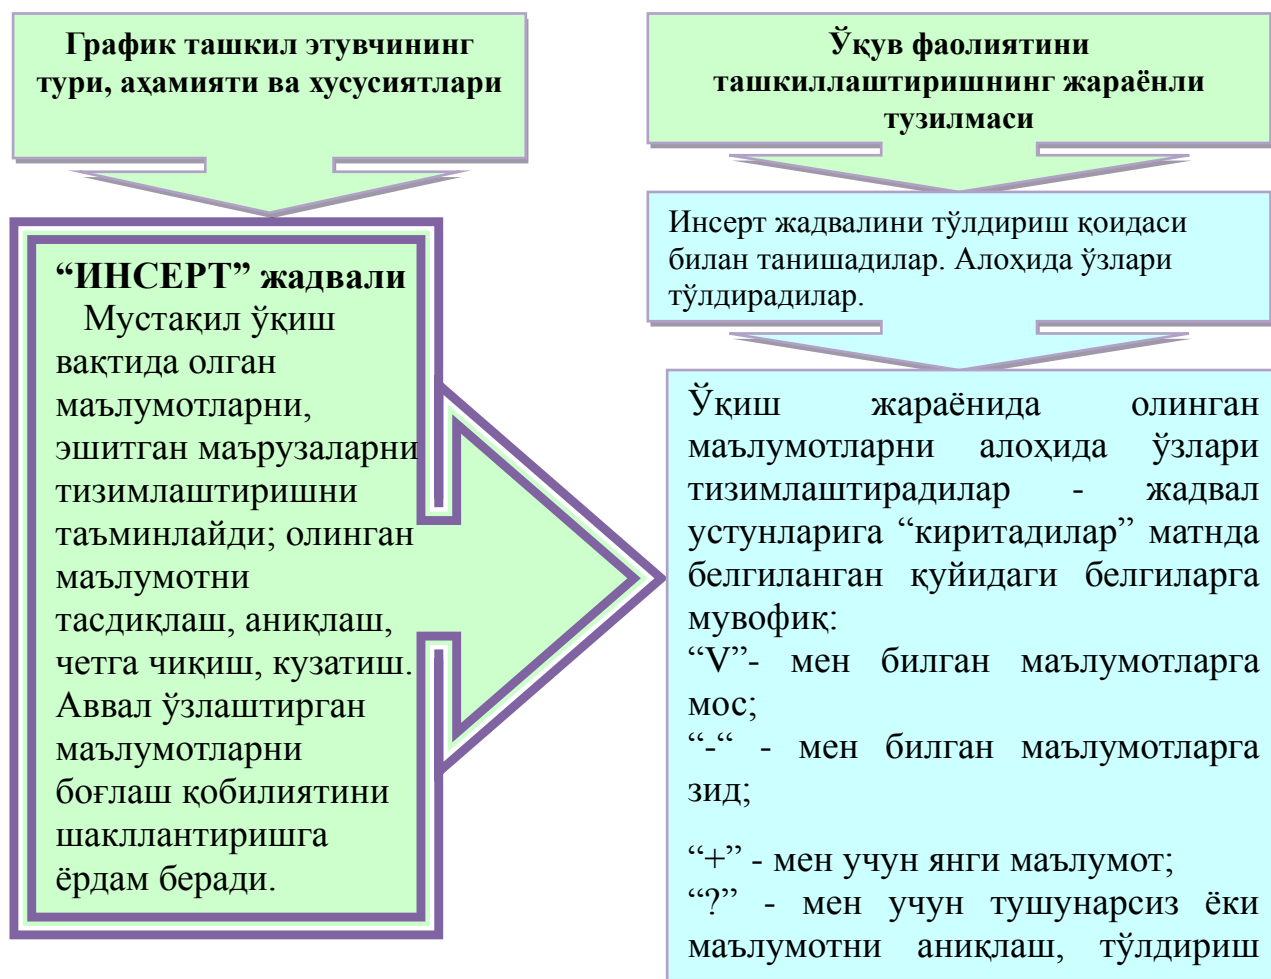 График ташкил этувчининг
тури, аҳамияти ва хусусиятлари
“ИНСЕРТ” жадвали
Мустақил ўқиш
вақтида олган
маълумотларни,
эшитган маърузаларни
тизимлаштиришни
таъминлайди; олинган
маълумотни
тасдиқлаш, аниқлаш,
четга чиқиш, кузатиш.
Аввал ўзлаштирган
маълумотларни
боғлаш қобилиятини
шакллантиришга
ёрдам беради.
Ўқув фаолиятини
ташкиллаштиришнинг жараёнли
тузилмаси
Инсерт жадвалини тўлдириш қоидаси
билан танишадилар. Алоҳида ўзлари
тўлдирадилар.
Ўқиш жараёнида олинган
маълумотларни алоҳида ўзлари
тизимлаштирадилар - жадвал
устунларига “киритадилар” матнда
белгиланган қуйидаги белгиларга
мувофиқ:
“V”- мен билган маълумотларга
мос;
“-“ - мен билган маълумотларга
зид;
“+” - мен учун янги маълумот;
“?” - мен учун тушунарсиз ёки
маълумотни аниқлаш, тўлдириш